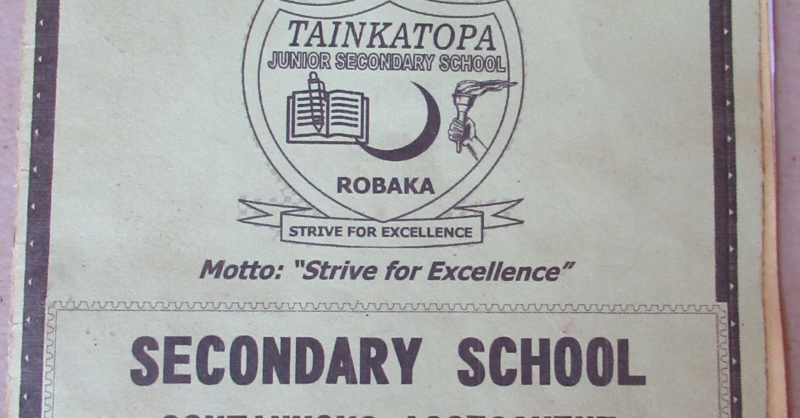 TAINKATOPA
JUNIOR SECONDARY SCHOOL
ROBAKA
STRIVE FOR EXCELLENCE
Motto: "Strive for Excellence"
SECONDARY SCHOOL